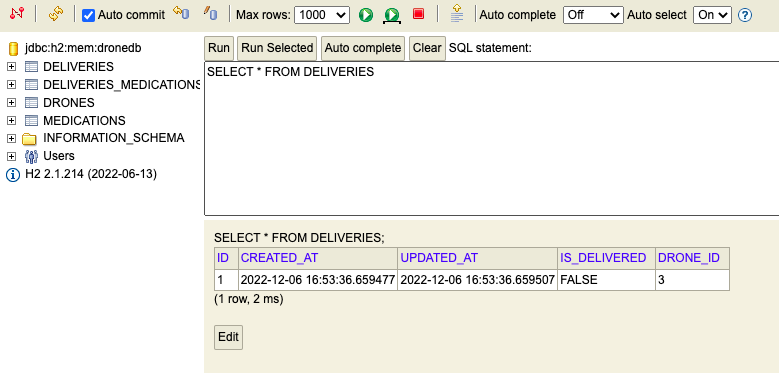 Auto commit Max rows: 1000 Auto complete Off Auto select On
jdbc:h2:mem:dronedb
DELIVERIES
DELIVERIES_MEDICATIONS
DRONES
MEDICATIONS
INFORMATION_SCHEMA
Users
H2 2.1.214 (2022-06-13)
Run Run Selected Auto complete Clear SQL statement:
SELECT * FROM DELIVERIES
SELECT * FROM DELIVERIES;
ID CREATED_AT UPDATED_AT IS_DELIVERED DRONE_ID
1 2022-12-06 16:53:36.659477 2022-12-06 16:53:36.659507 FALSE 3
(1 row, 2 ms)
Edit